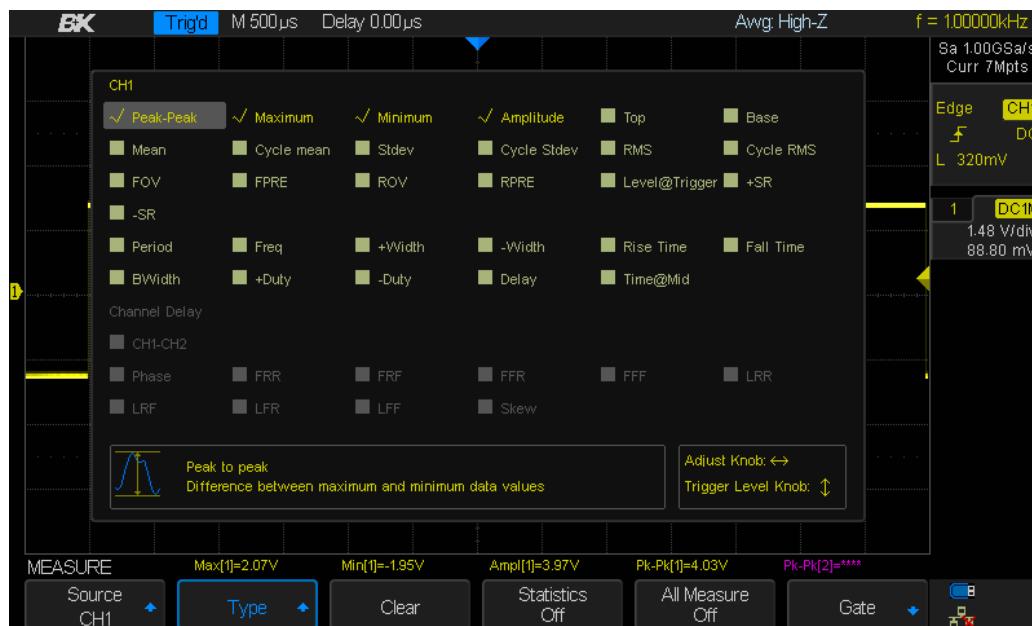 BK Trig'd M 500μs Delay 0.00μs Awg: High-Z f = 1.00000kHz
Sa 1.00GSa/s
Curr 7Mpts
CH1
✓ Peak-Peak ✓ Maximum ✓ Minimum ✓ Amplitude Top Base
Mean Cycle mean Stdev Cycle Stdev RMS Cycle RMS
FOV FPRE ROV RPRE Level@Trigger +SR
-SR
Period Freq +Width -Width Rise Time Fall Time
BWidth +Duty -Duty Delay Time@Mid
Channel Delay
CH1-CH2
Phase FRR FRF FFR FFF LRR
LRF LFR LFF Skew
Peak to peak
Difference between maximum and minimum data values
Adjust Knob: ↔
Trigger Level Knob: ↕
Edge CH
DC
L 320mV
1 DC1M
1.48 V/div
88.80 mV
1
MEASURE Max[1]=2.07V Min[1]=-1.95V Ampl[1]=3.97V Pk-Pk[1]=4.03V Pk-Pk[2]=****
Source
CH1
Type
Clear
Statistics
Off
All Measure
Off
Gate